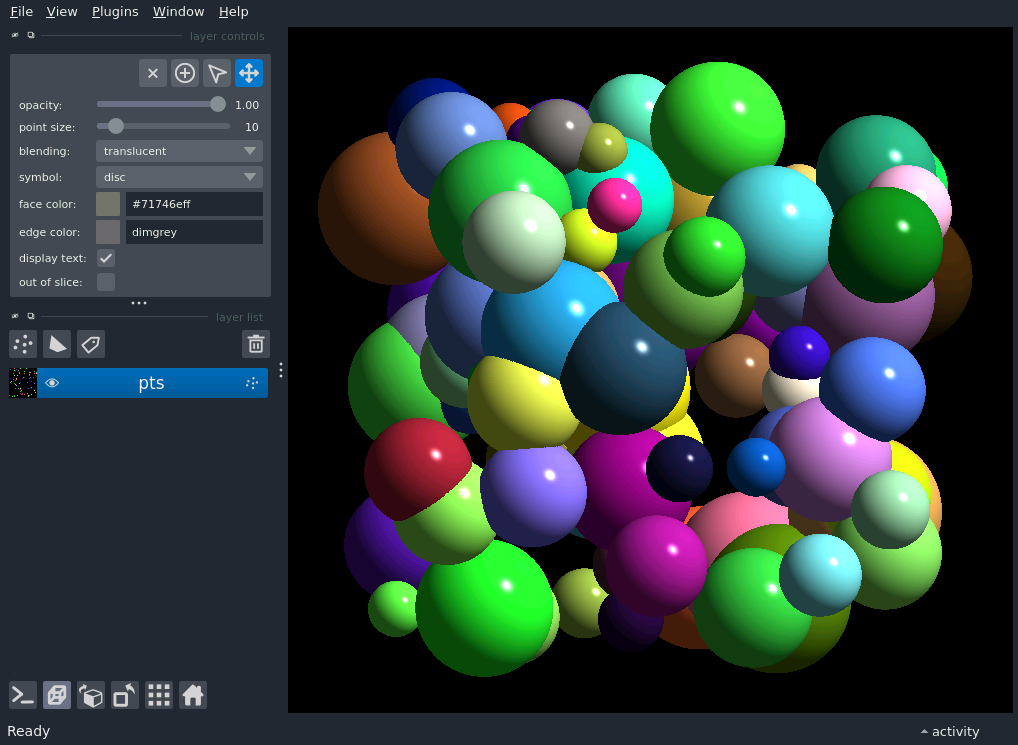 File View Plugins Window Help
layer controls
opacity: 1.00
point size: 10
blending: translucent
symbol: disc
face color: #71746eff
edge color: dimgrey
display text:
out of slice:
layer list
pts
Ready
activity